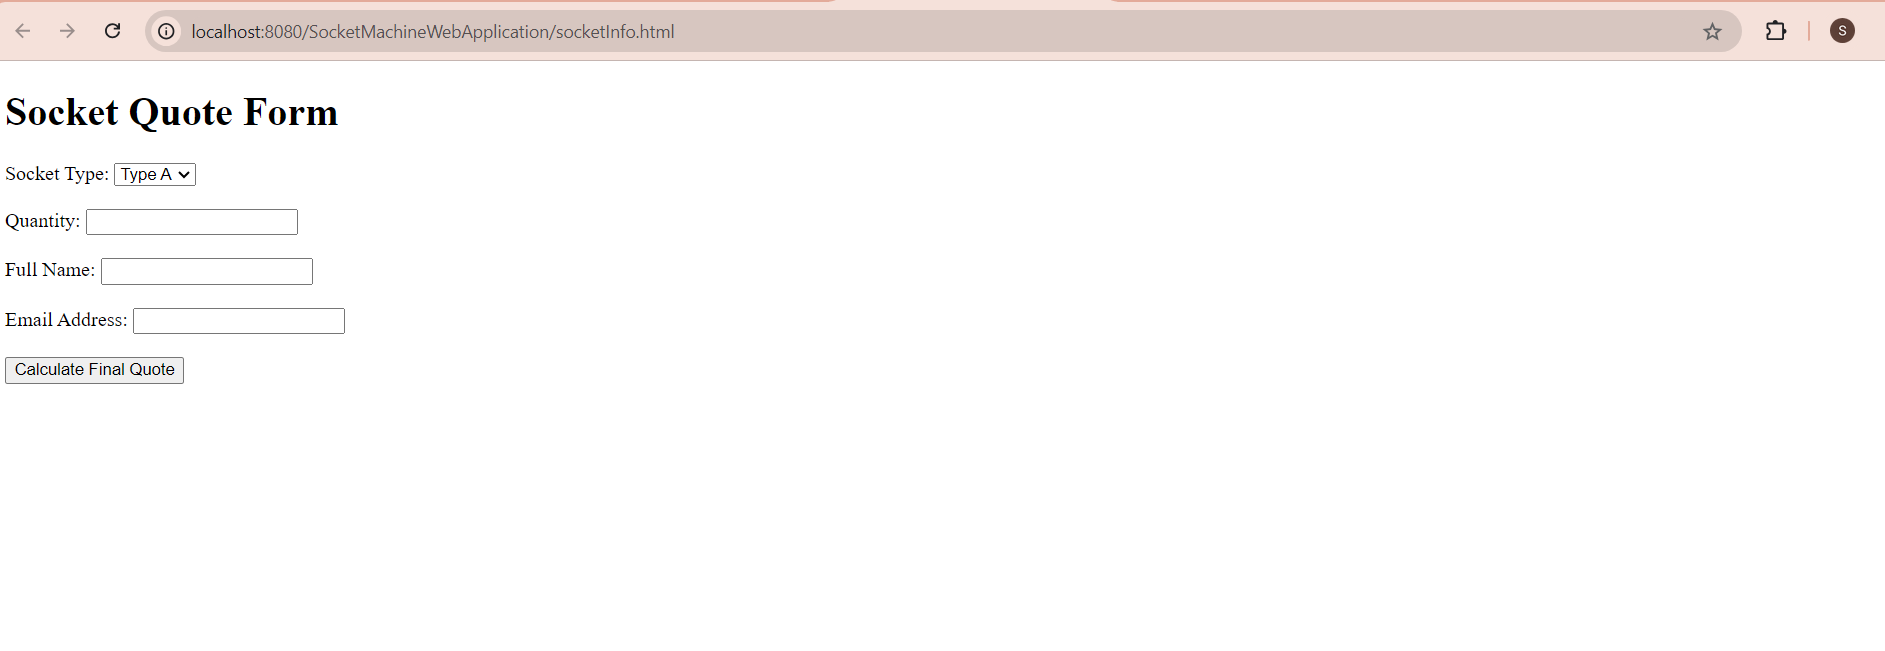 localhost:8080/SocketMachineWebApplication/socketInfo.html
S
Socket Quote Form
Socket Type: Type A
Quantity:
Full Name:
Email Address:
Calculate Final Quote